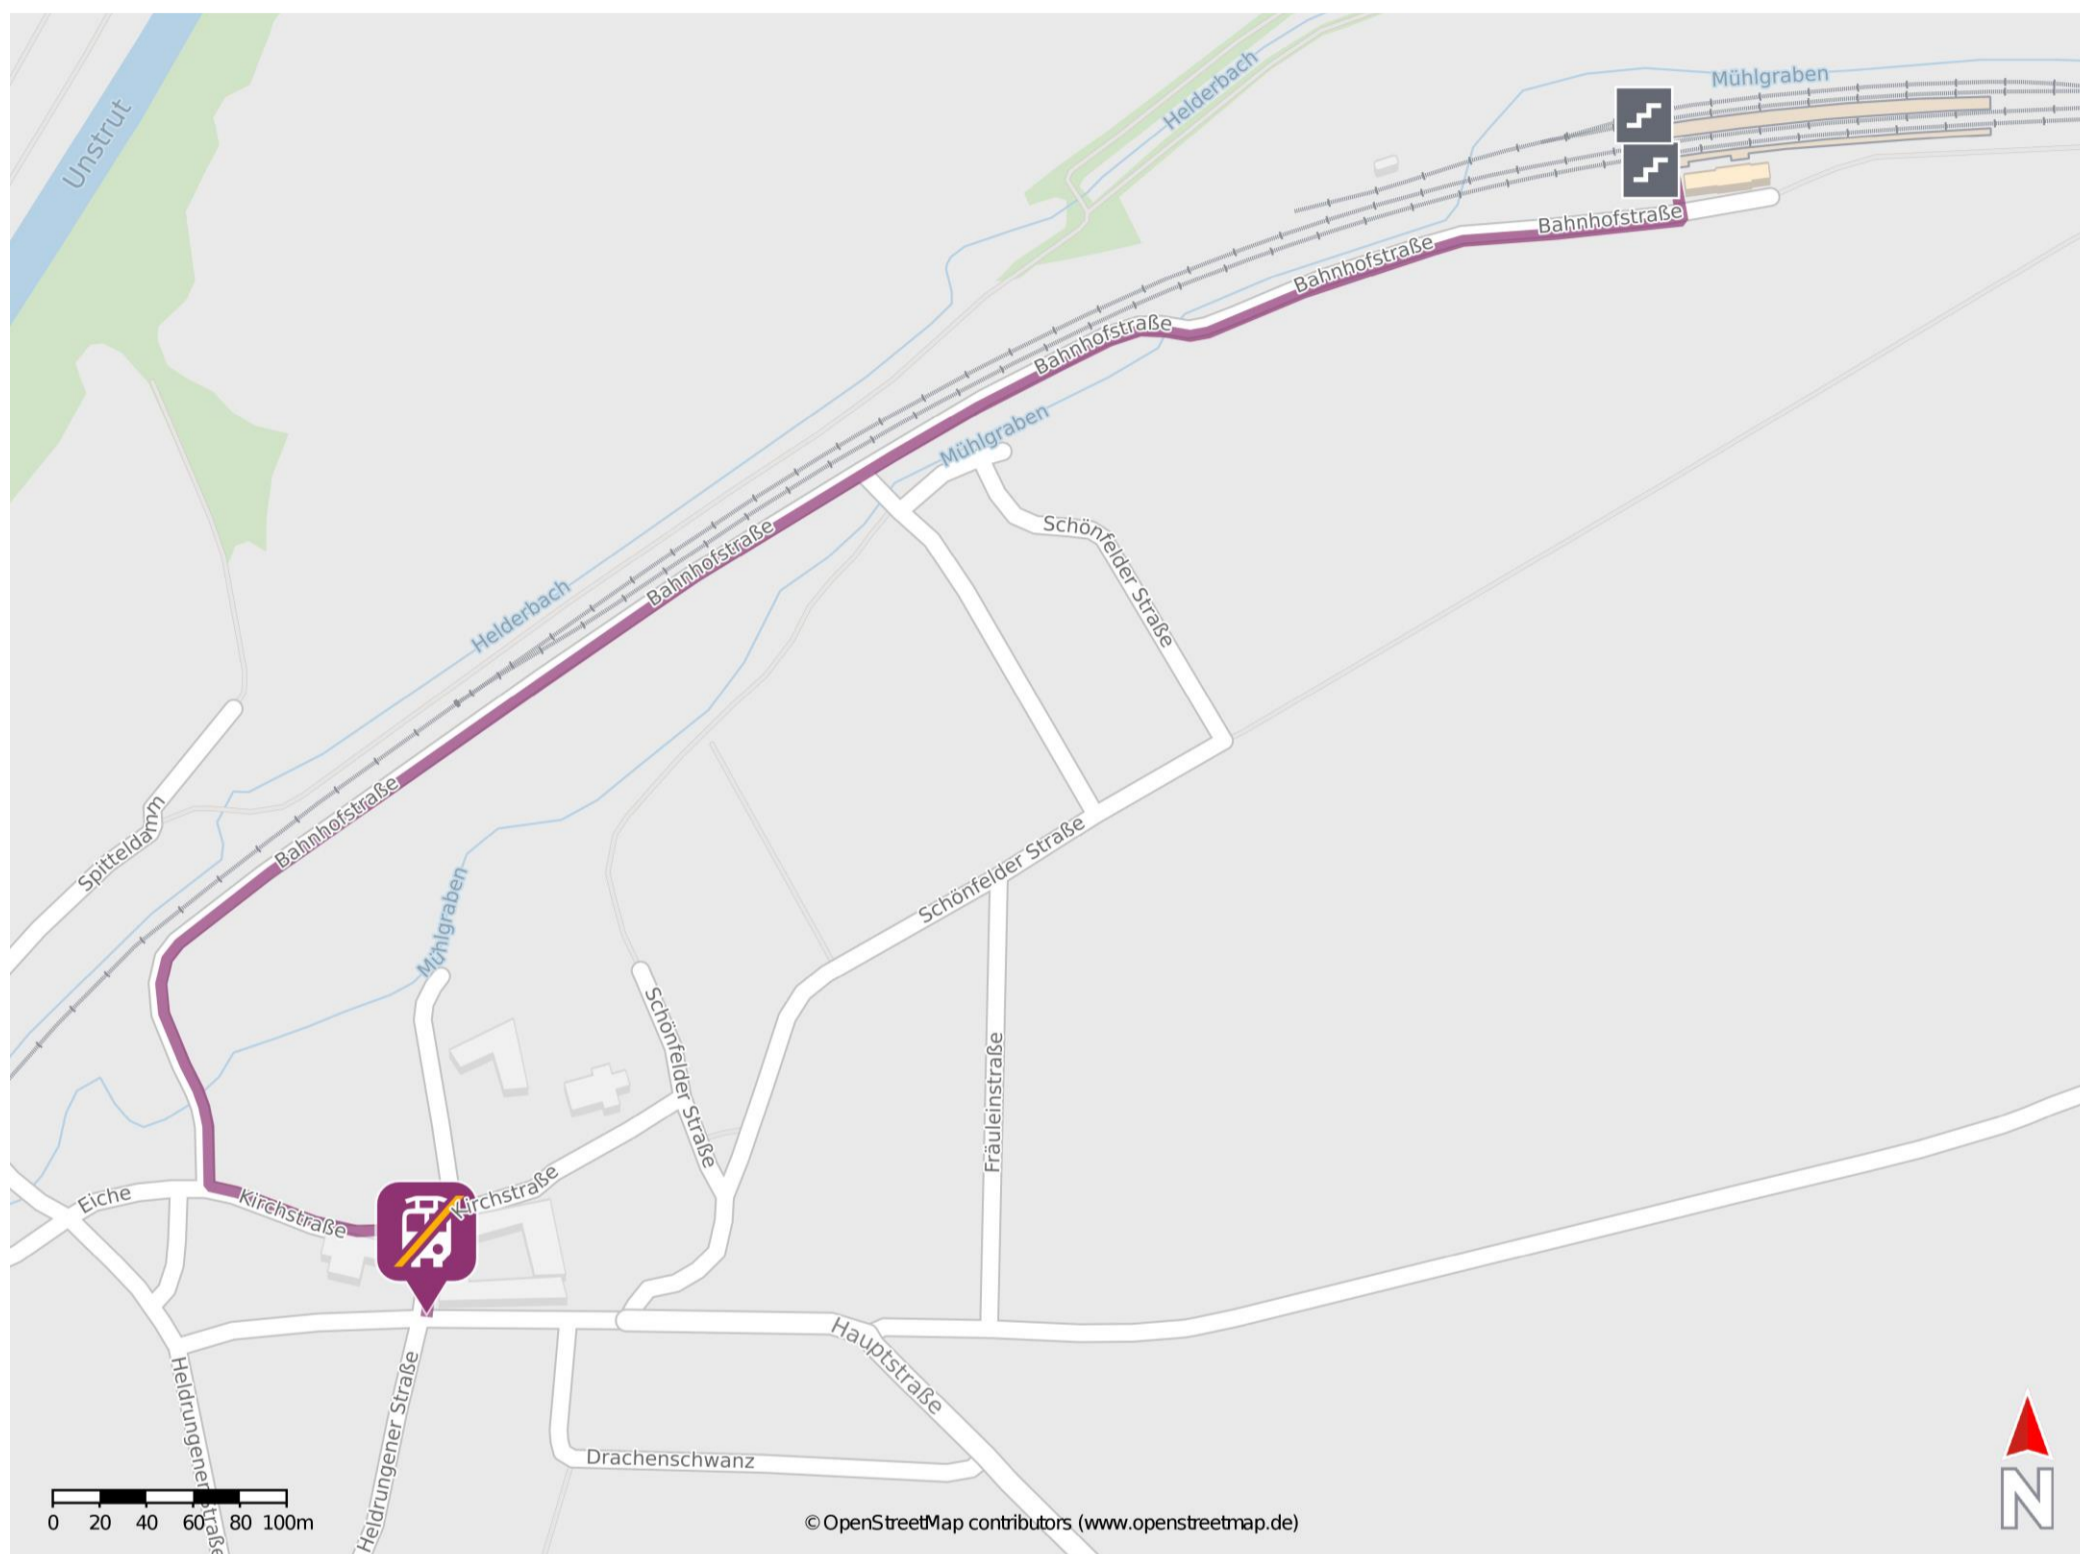 Mühlgraben
Helderbach
Unstrut
Bahnhofstraße
Bahnhofstraße
Bahnhofstraße
Mühlgraben
Schönfelder Straße
Bahnhofstraße
Helderbach
Bahnhofstraße
Spitteldamm
Schönfelder Straße
Mühlgraben
Schönfelder Straße
Fräuleinstraße
Eiche
Kirchstraße
Kirchstraße
Hauptstraße
Heldrungener Straße
Heldrungener Straße
Drachenschwanz
0 20 40 60 80 100m
© OpenStreetMap contributors (www.openstreetmap.de)
N